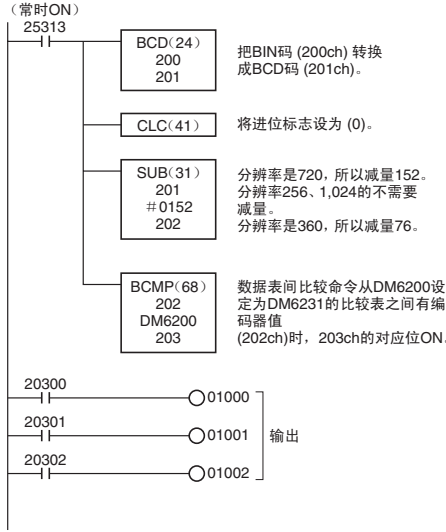 （常时ON）
25313
BCD（24）
200
201
把BIN码 (200ch) 转换
成BCD码 (201ch)。
CLC（41）
将进位标志设为 (0)。
SUB（31）
201
＃0152
202
分辨率是720，所以减量152。
分辨率256、1,024的不需要
减量。
分辨率是360，所以减量76。
BCMP（68）
202
DM6200
203
数据表间比较命令从DM6200设
定为DM6231的比较表之间有编
码器值
(202ch)时，203ch的对应位ON。
20300
01000
20301
01001
输出
20302
01002